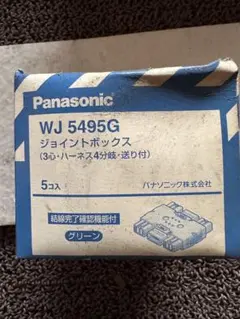 Panasonic
WJ 5495G
ジョイントボックス
(3心・ハーネス4分岐・送り付)
5コ入
パナソニック株式会社
結線完了確認機能付
グリーン